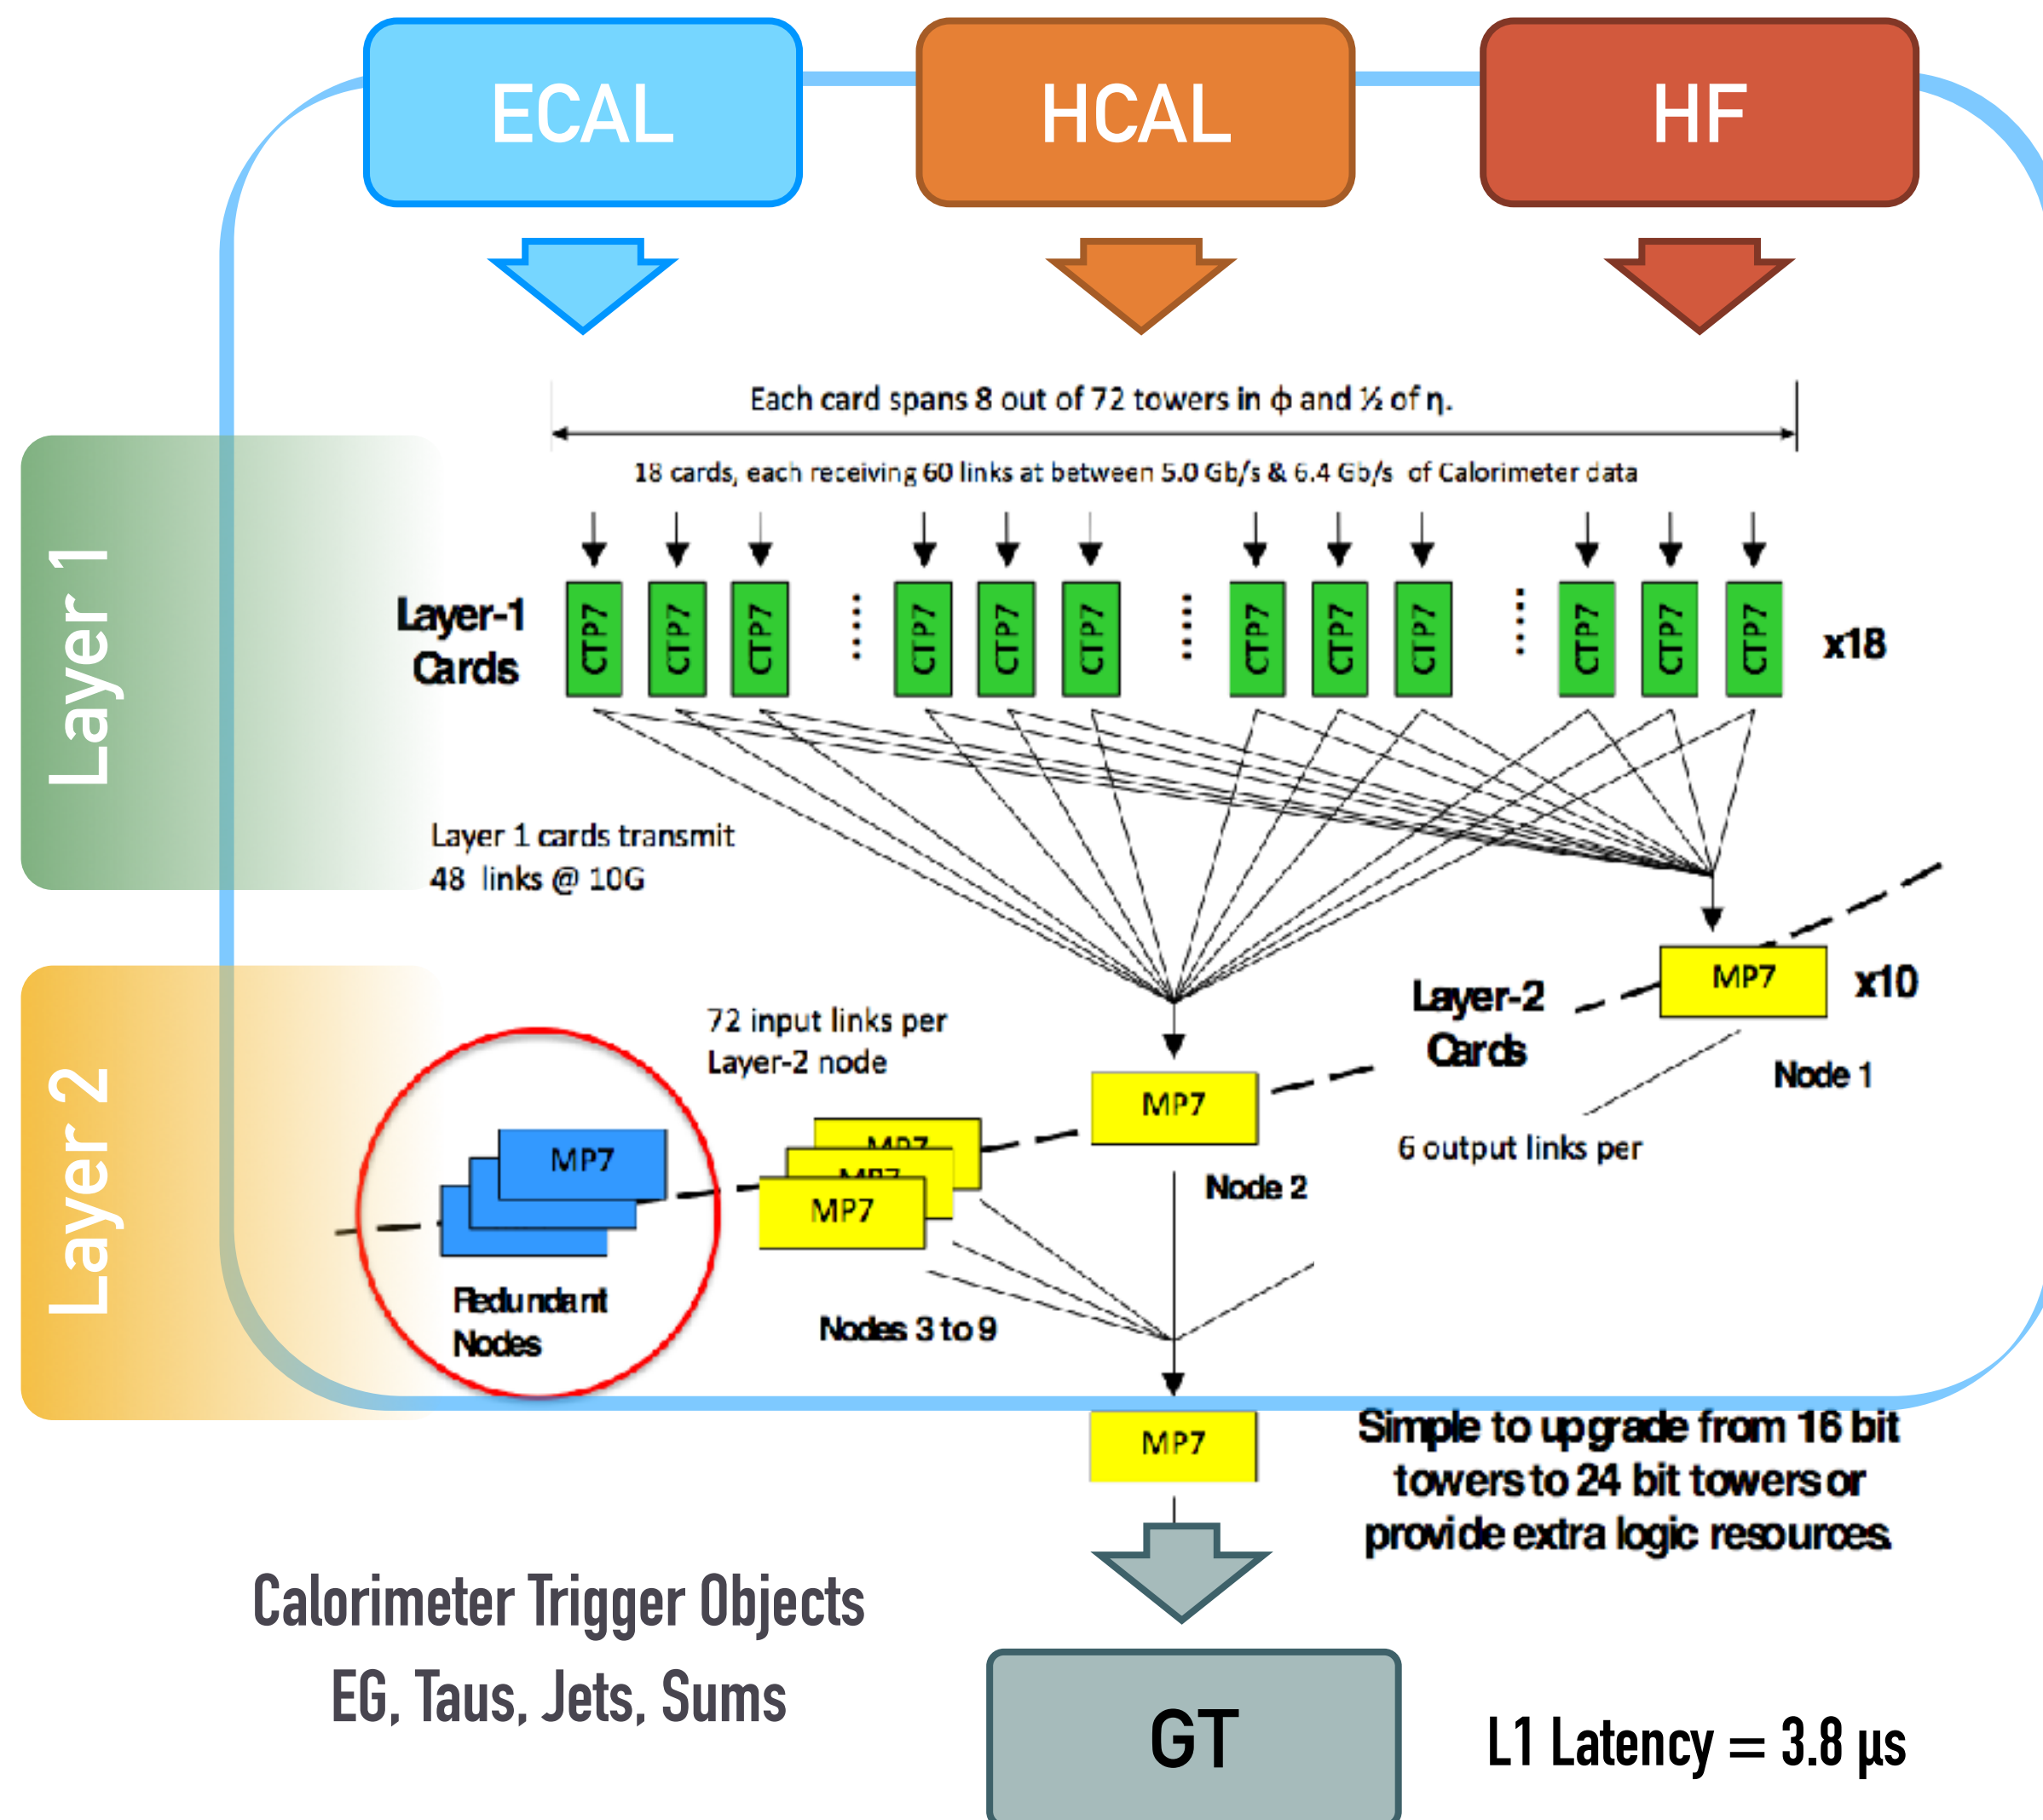 ECAL
HCAL
HF
Each card spans 8 out of 72 towers in ϕ and ½ of η.
18 cards, each receiving 60 links at between 5.0 Gb/s & 6.4 Gb/s of Calorimeter data
Layer 1
Layer-1
Cards
CTP7
CTP7
CTP7
CTP7
CTP7
CTP7
CTP7
CTP7
CTP7
CTP7
CTP7
CTP7
x18
Layer 1 cards transmit
48 links @ 10G
MP7
x10
Layer-2
Cards
Node 1
Layer 2
72 input links per
Layer-2 node
MP7
Node 2
6 output links per
MP7
MP7
MP7
MP7
Redundant
Nodes
Nodes 3 to 9
MP7
Simple to upgrade from 16 bit
towers to 24 bit towers or
provide extra logic resources.
Calorimeter Trigger Objects
EG, Taus, Jets, Sums
GT
L1 Latency = 3.8 µs